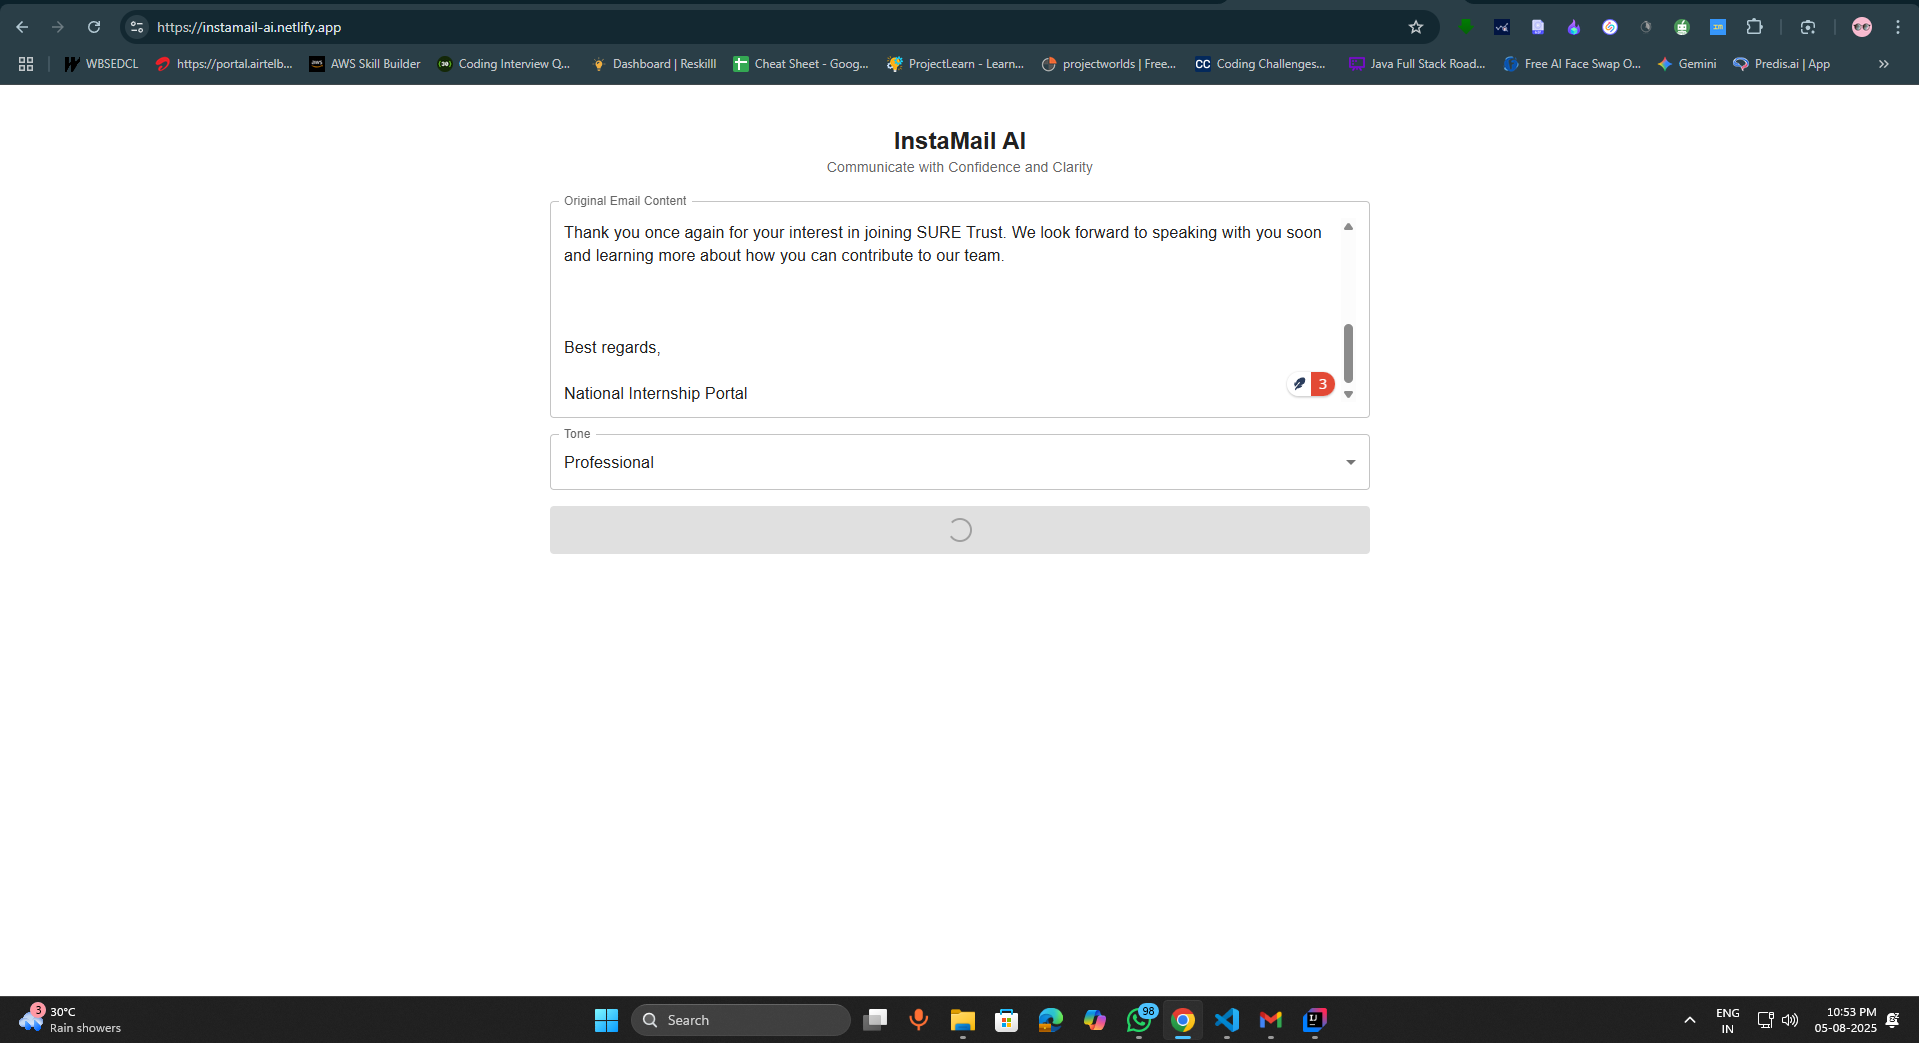 https://instamail-ai.netlify.app
WBSEDCL
https://portal.airtelb...
AWS Skill Builder
Coding Interview Q...
Dashboard | Reskilll
Cheat Sheet - Goog...
ProjectLearn - Learn...
projectworlds | Free...
CC
Coding Challenges...
Java Full Stack Road...
Free AI Face Swap O...
Gemini
Predis.ai | App
InstaMail AI
Communicate with Confidence and Clarity
Original Email Content
Thank you once again for your interest in joining SURE Trust. We look forward to speaking with you soon
and learning more about how you can contribute to our team.
Best regards,
National Internship Portal
3
Tone
Professional
3
30°C
Rain showers
Search
98
ENG
IN
10:53 PM
05-08-2025